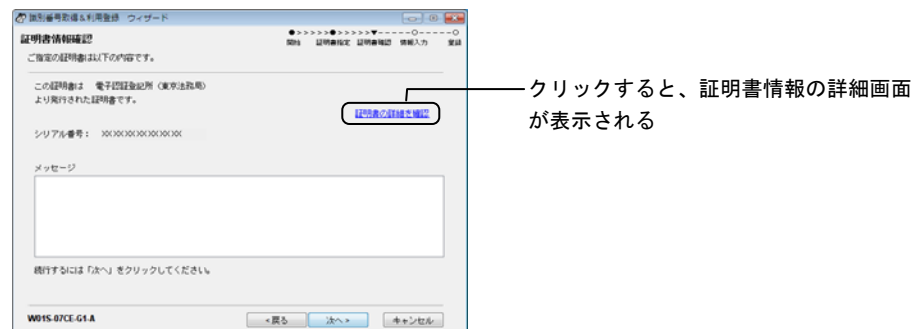 識別番号取得&利用登録 ウィザード
証明書情報確認
●>>>>>●>>>>>▼-----○-----○
開始 証明書指定 証明書確認 情報入力 登録
ご指定の証明書は以下の内容です。
この証明書は 電子認証登記所（東京法務局）
より発行された証明書です。
証明書の詳細を確認
クリックすると、証明書情報の詳細画面
が表示される
シリアル番号： XXXXXXXXXXXXXX
メッセージ
続行するには「次へ」をクリックしてください。
W01S-07CE-G1-A
<戻る 次へ> キャンセル